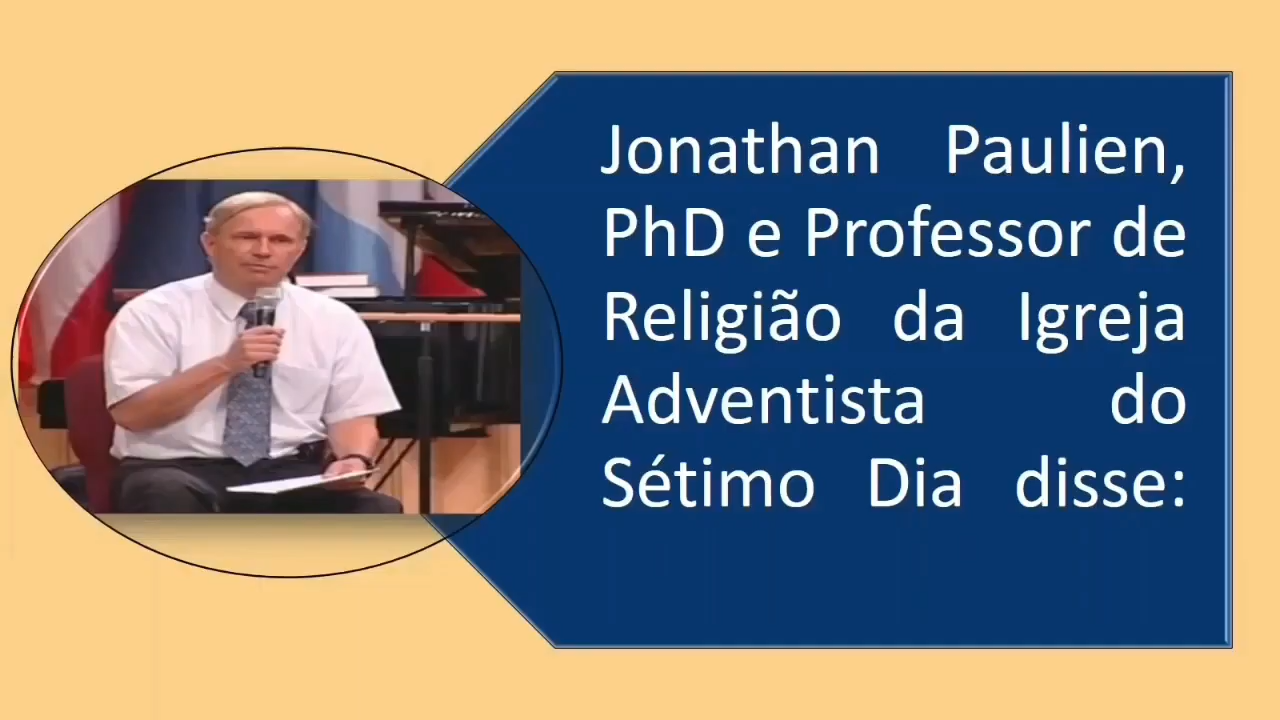 Jonathan Paulien,
PhD e Professor de
Religião da Igreja
Adventista do
Sétimo Dia disse: